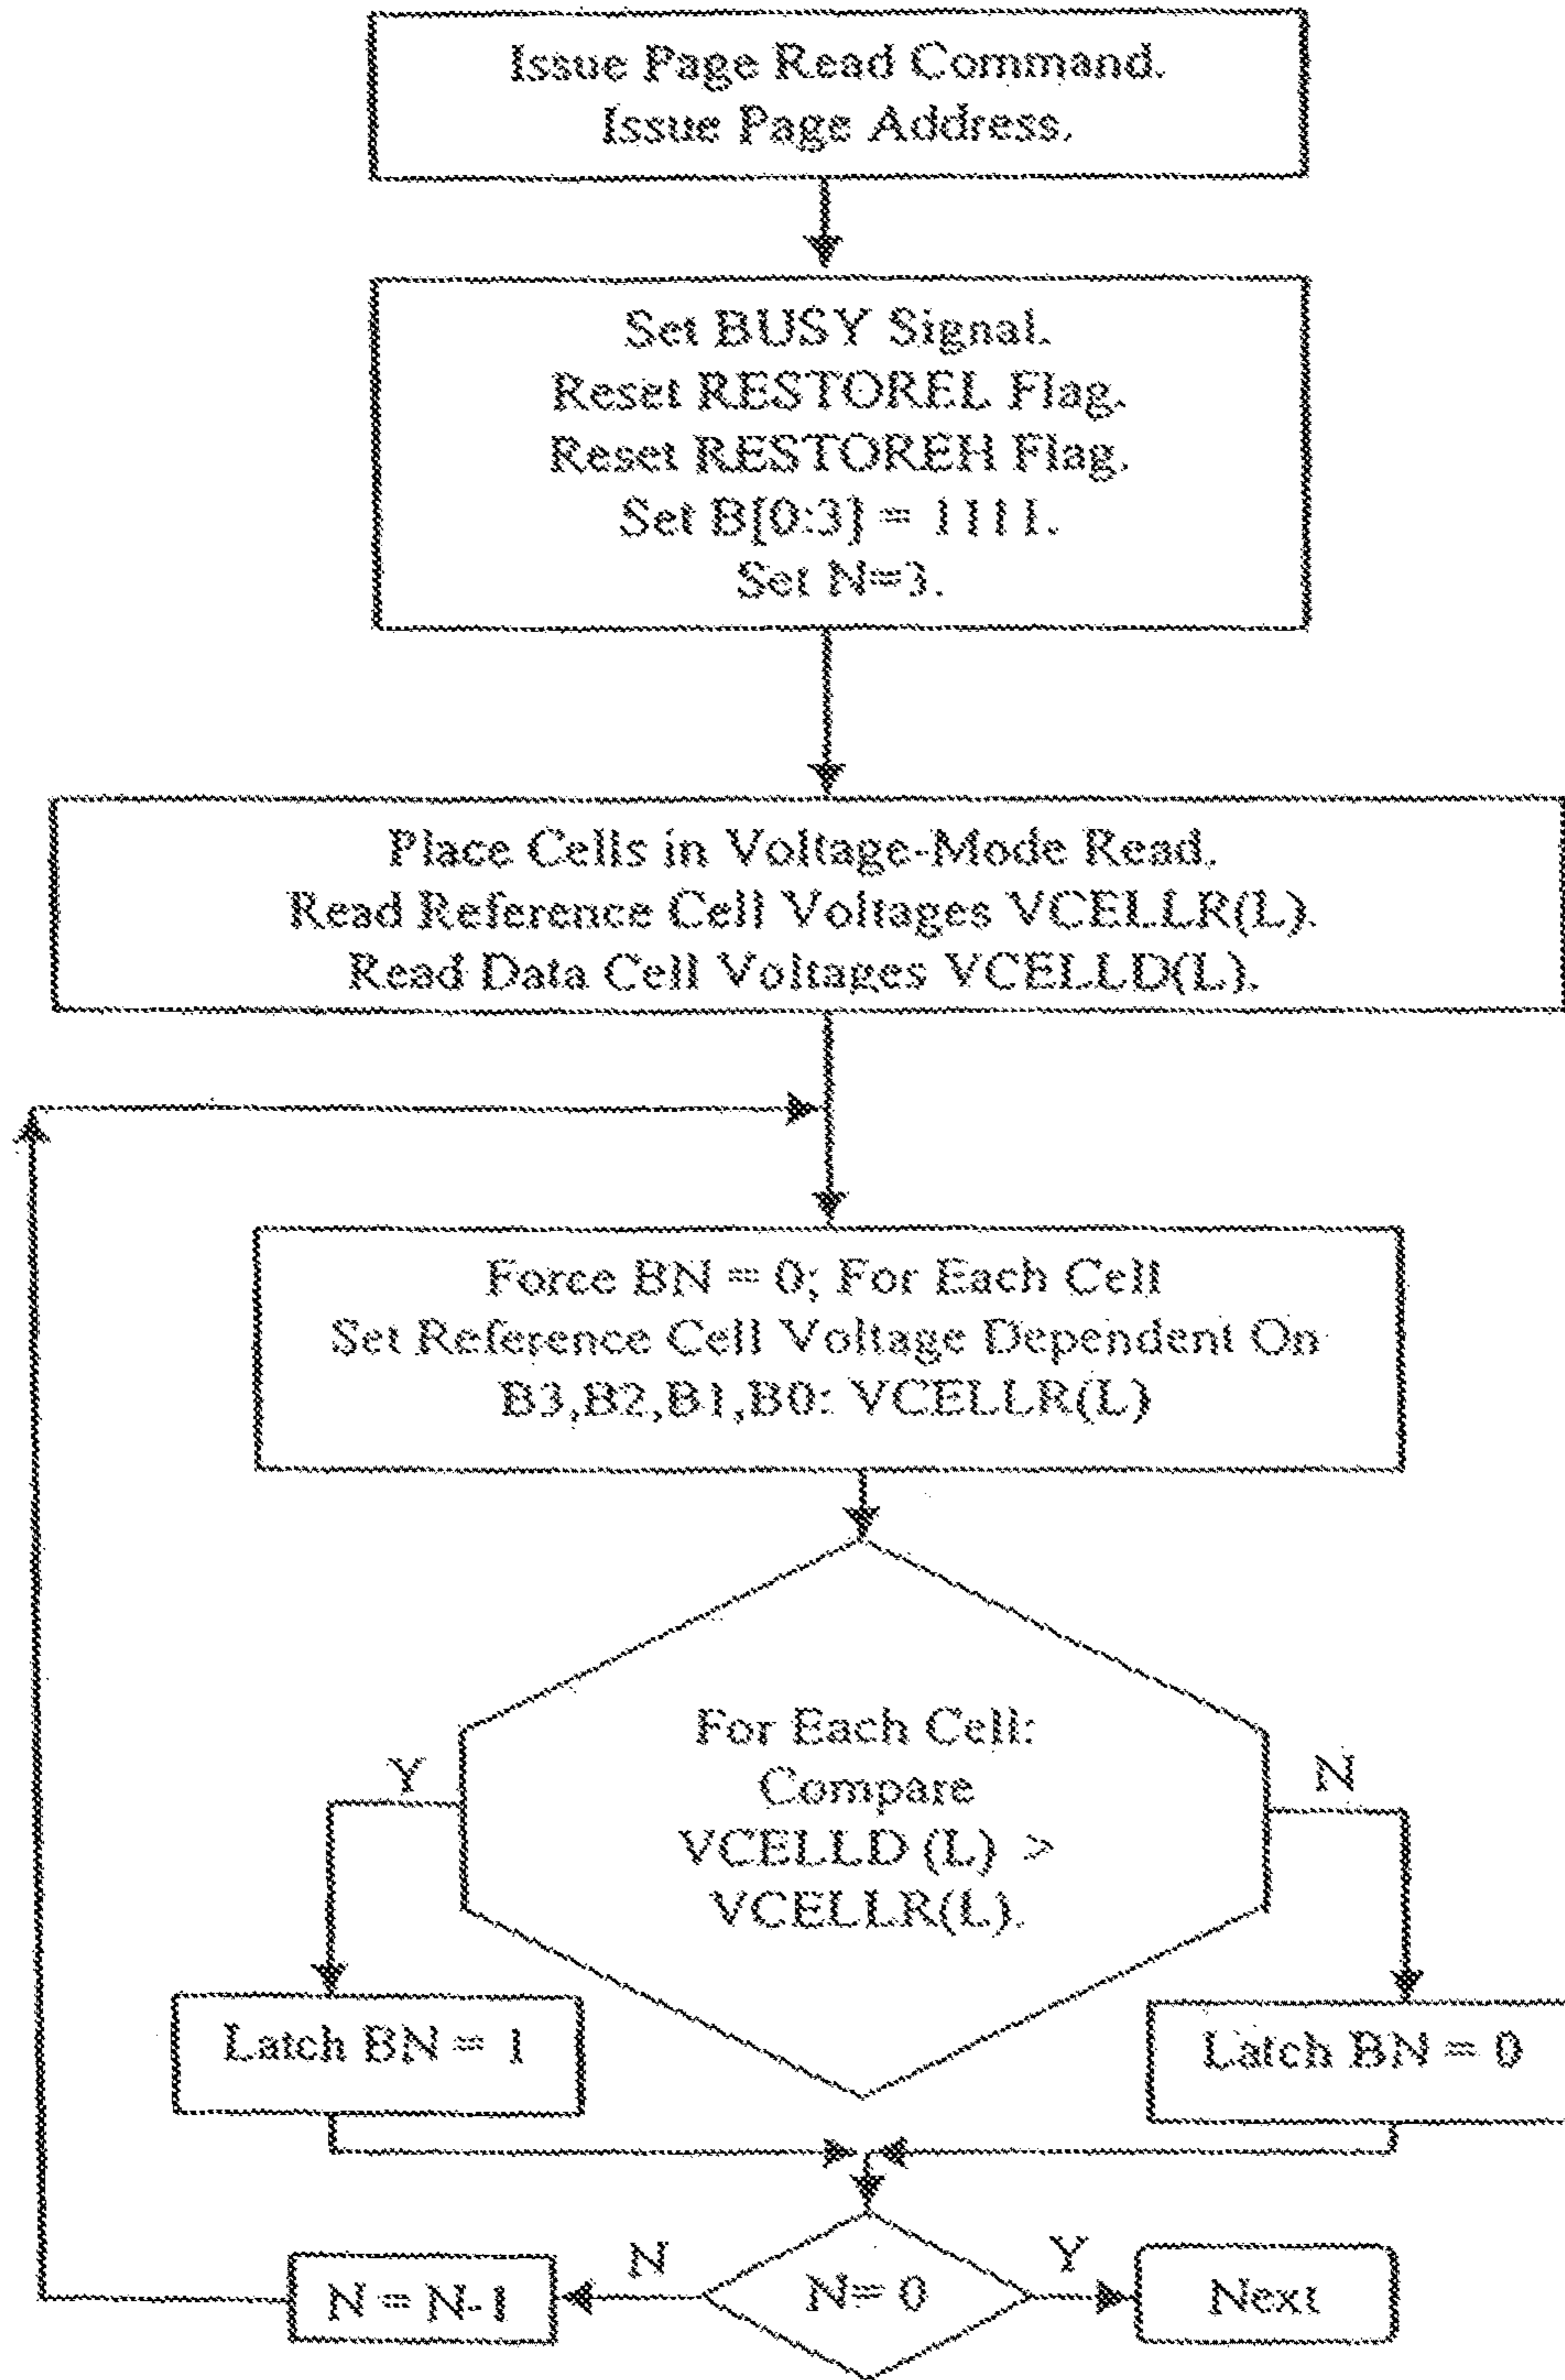 Issue Page Read Command.
Issue Page Address.
Set BUSY Signal.
Reset RESTOREL Flag.
Reset RESTOREH Flag.
Set B[0:3] = 1111.
Set N=3.
Place Cells in Voltage-Mode Read.
Read Reference Cell Voltages VCELLR(L).
Read Data Cell Voltages VCELLD(L).
Force BN = 0; For Each Cell
Set Reference Cell Voltage Dependent On
B3,B2,B1,B0: VCELLR(L)
For Each Cell:
Compare
VCELLD (L) >
VCELLR(L).
Y
N
Latch BN = 1
Latch BN = 0
N = N-1
N
N= 0
Y
Next